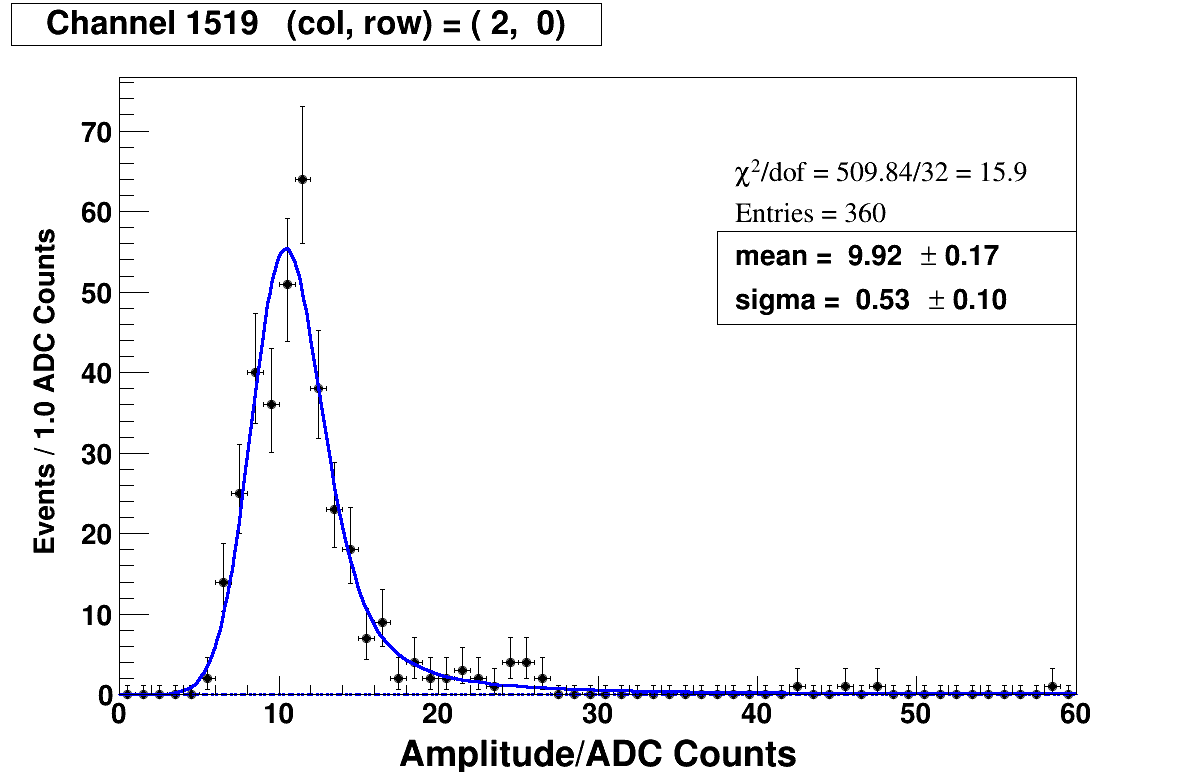 Channel 1519 (col, row) = ( 2, 0)
χ²/dof = 509.84/32 = 15.9
Entries = 360
mean = 9.92 ± 0.17
sigma = 0.53 ± 0.10
Events / 1.0 ADC Counts
70
60
50
40
30
20
10
0
0 10 20 30 40 50 60
Amplitude/ADC Counts